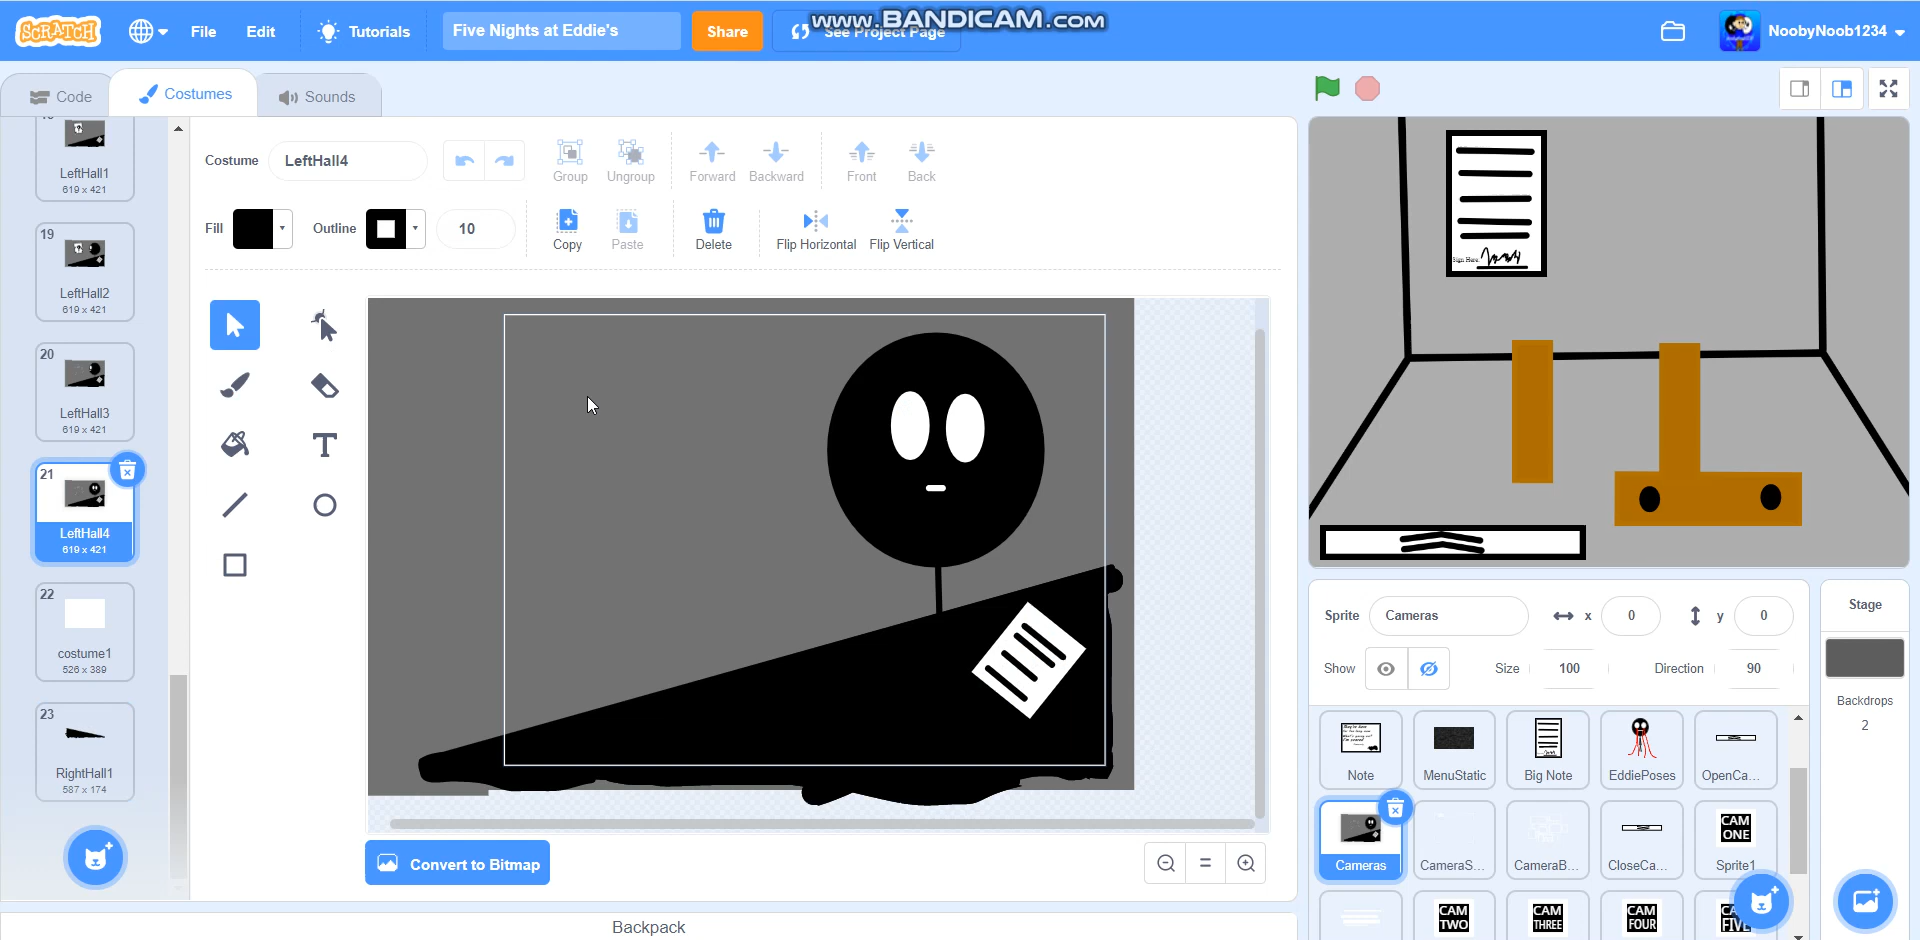 www.BANDICAM.com
SCRATCH
File
Edit
Tutorials
Five Nights at Eddie's
Share
See Project Page
NoobyNoob1234
Code
Costumes
Sounds
LeftHall1
619 x 421
19
LeftHall2
619 x 421
20
LeftHall3
619 x 421
21
LeftHall4
619 x 421
22
costume1
526 x 389
23
RightHall1
587 x 174
Costume
LeftHall4
Group
Ungroup
Forward
Backward
Front
Back
Fill
Outline
10
Copy
Paste
Delete
Flip Horizontal
Flip Vertical
T
Convert to Bitmap
Backpack
Sign Here:
Sprite
Cameras
x
0
y
0
Show
Size
100
Direction
90
Stage
Backdrops
2
Note
MenuStatic
Big Note
EddiePoses
OpenCa...
Cameras
CameraS...
CameraB...
CloseCa...
CAM
ONE
Sprite1
CAM
TWO
CAM
THREE
CAM
FOUR